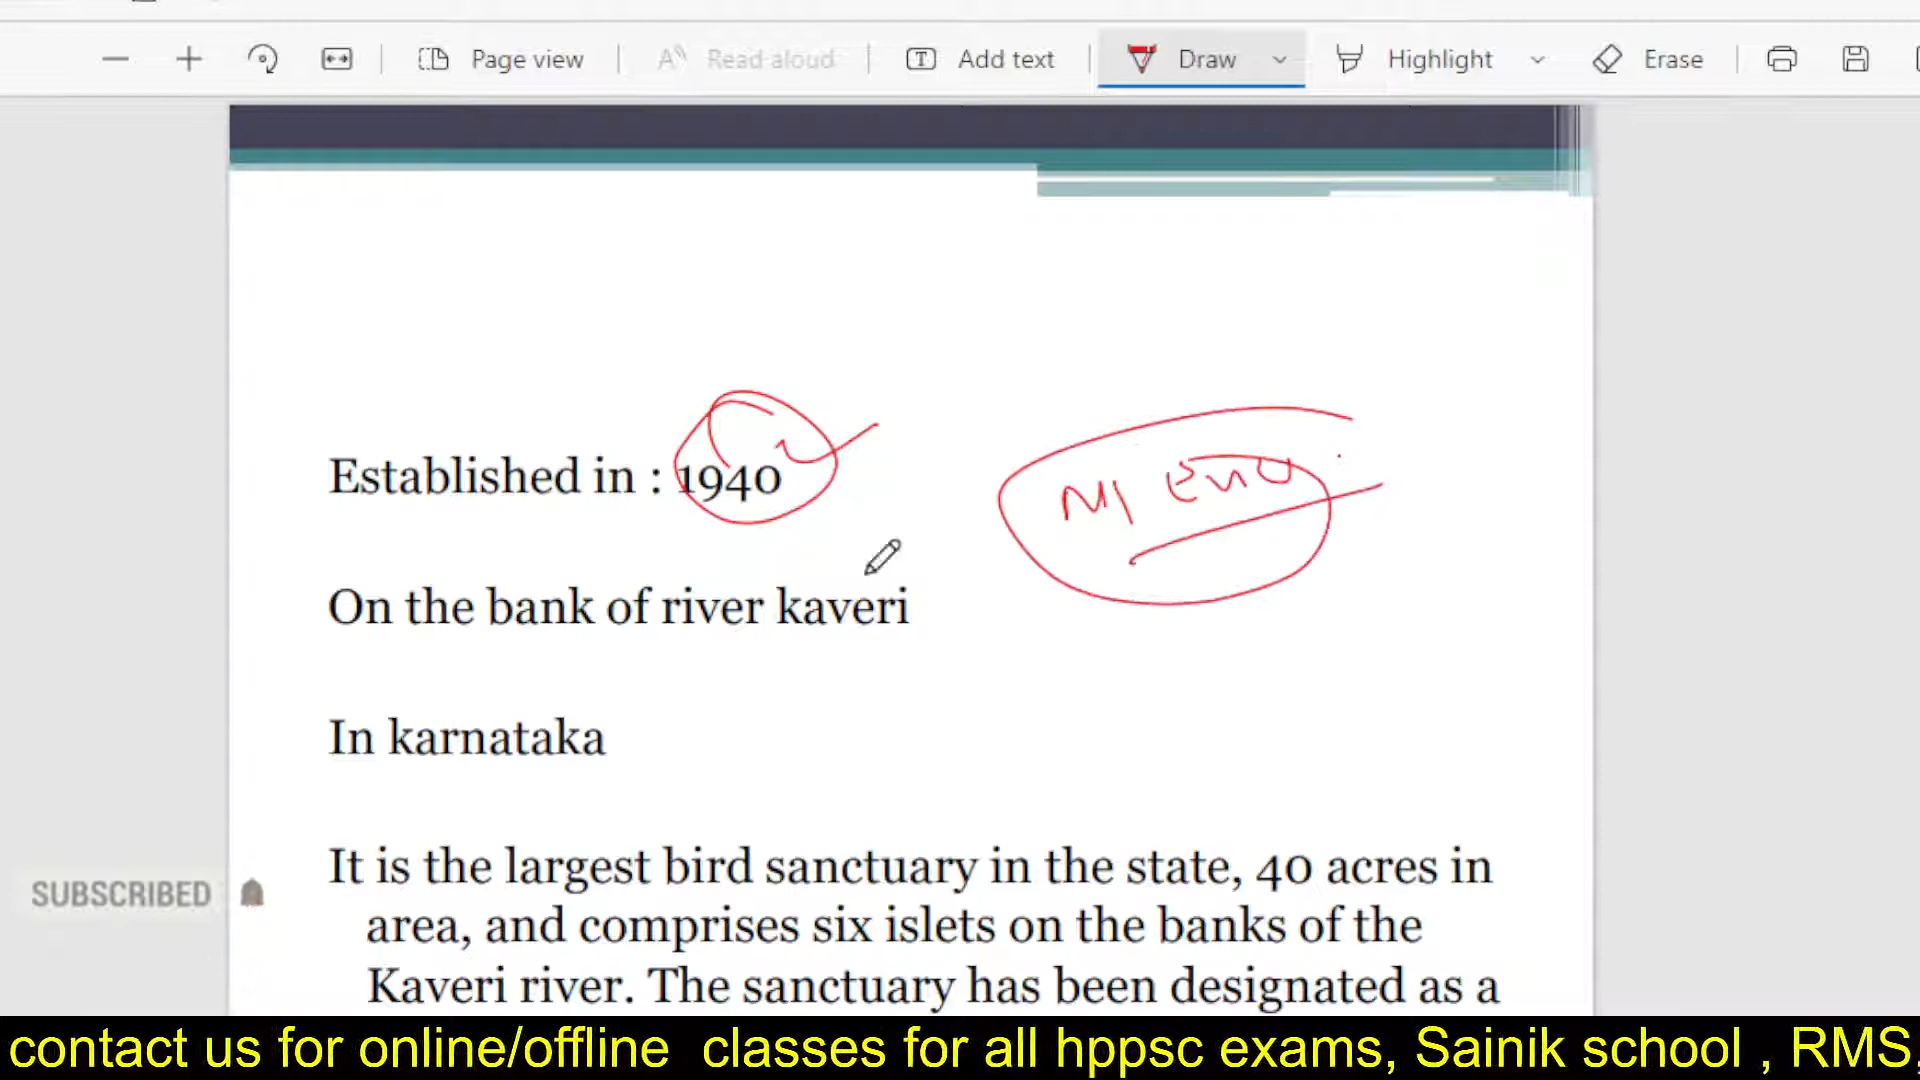 Page view
Read aloud
Add text
Draw
Highlight
Erase
Established in : 1940
On the bank of river kaveri
In karnataka
It is the largest bird sanctuary in the state, 40 acres in
area, and comprises six islets on the banks of the
Kaveri river. The sanctuary has been designated as a
SUBSCRIBED
contact us for online/offline classes for all hppsc exams, Sainik school , RMS,